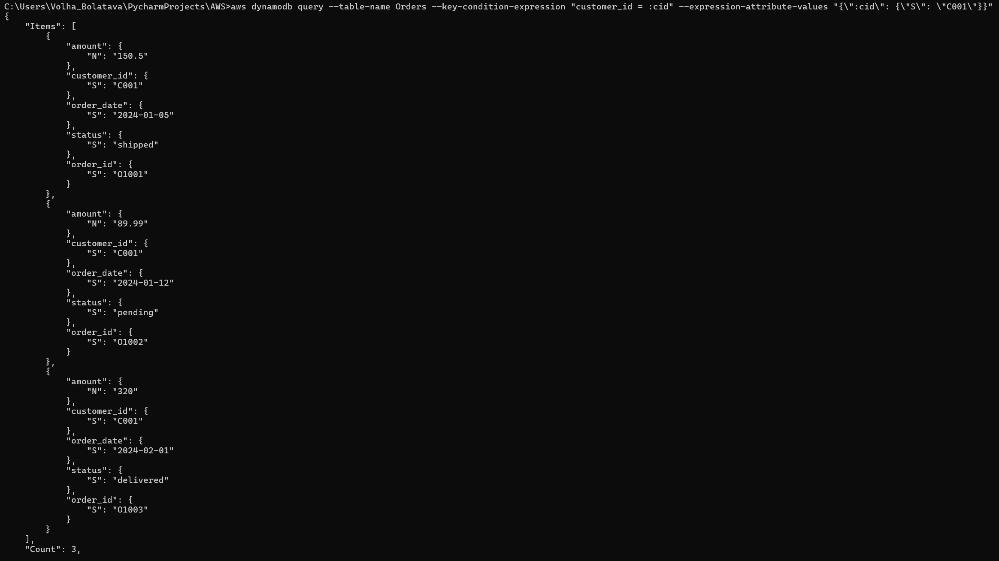 C:\Users\Volha_Bolatava\PycharmProjects\AWS>aws dynamodb query --table-name Orders --key-condition-expression "customer_id = :cid" --expression-attribute-values "{\":cid\": {\"S\": \"C001\"}}"
{
    "Items": [
        {
            "amount": {
                "N": "150.5"
            },
            "customer_id": {
                "S": "C001"
            },
            "order_date": {
                "S": "2024-01-05"
            },
            "status": {
                "S": "shipped"
            },
            "order_id": {
                "S": "O1001"
            }
        },
        {
            "amount": {
                "N": "89.99"
            },
            "customer_id": {
                "S": "C001"
            },
            "order_date": {
                "S": "2024-01-12"
            },
            "status": {
                "S": "pending"
            },
            "order_id": {
                "S": "O1002"
            }
        },
        {
            "amount": {
                "N": "320"
            },
            "customer_id": {
                "S": "C001"
            },
            "order_date": {
                "S": "2024-02-01"
            },
            "status": {
                "S": "delivered"
            },
            "order_id": {
                "S": "O1003"
            }
        }
    ],
    "Count": 3,